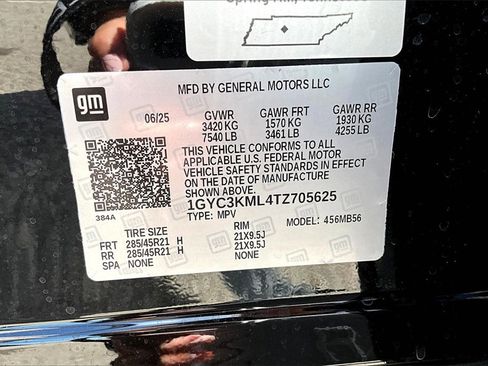 Spring Hill, Tennessee
gm
MFD BY GENERAL MOTORS LLC
06/25 GVWR GAWR FRT GAWR RR
3420 KG 1570 KG 1930 KG
7540 LB 3461 LB 4255 LB
THIS VEHICLE CONFORMS TO ALL
APPLICABLE U.S. FEDERAL MOTOR
VEHICLE SAFETY STANDARDS IN EFFECT
ON THE DATE OF MANUFACTURE
SHOWN ABOVE.
384A
1GYC3KML4TZ705625
TYPE: MPV MODEL: 456MB56
TIRE SIZE RIM
FRT 285/45R21 H 21X9.5J
RR 285/45R21 H 21X9.5J
SPA NONE NONE